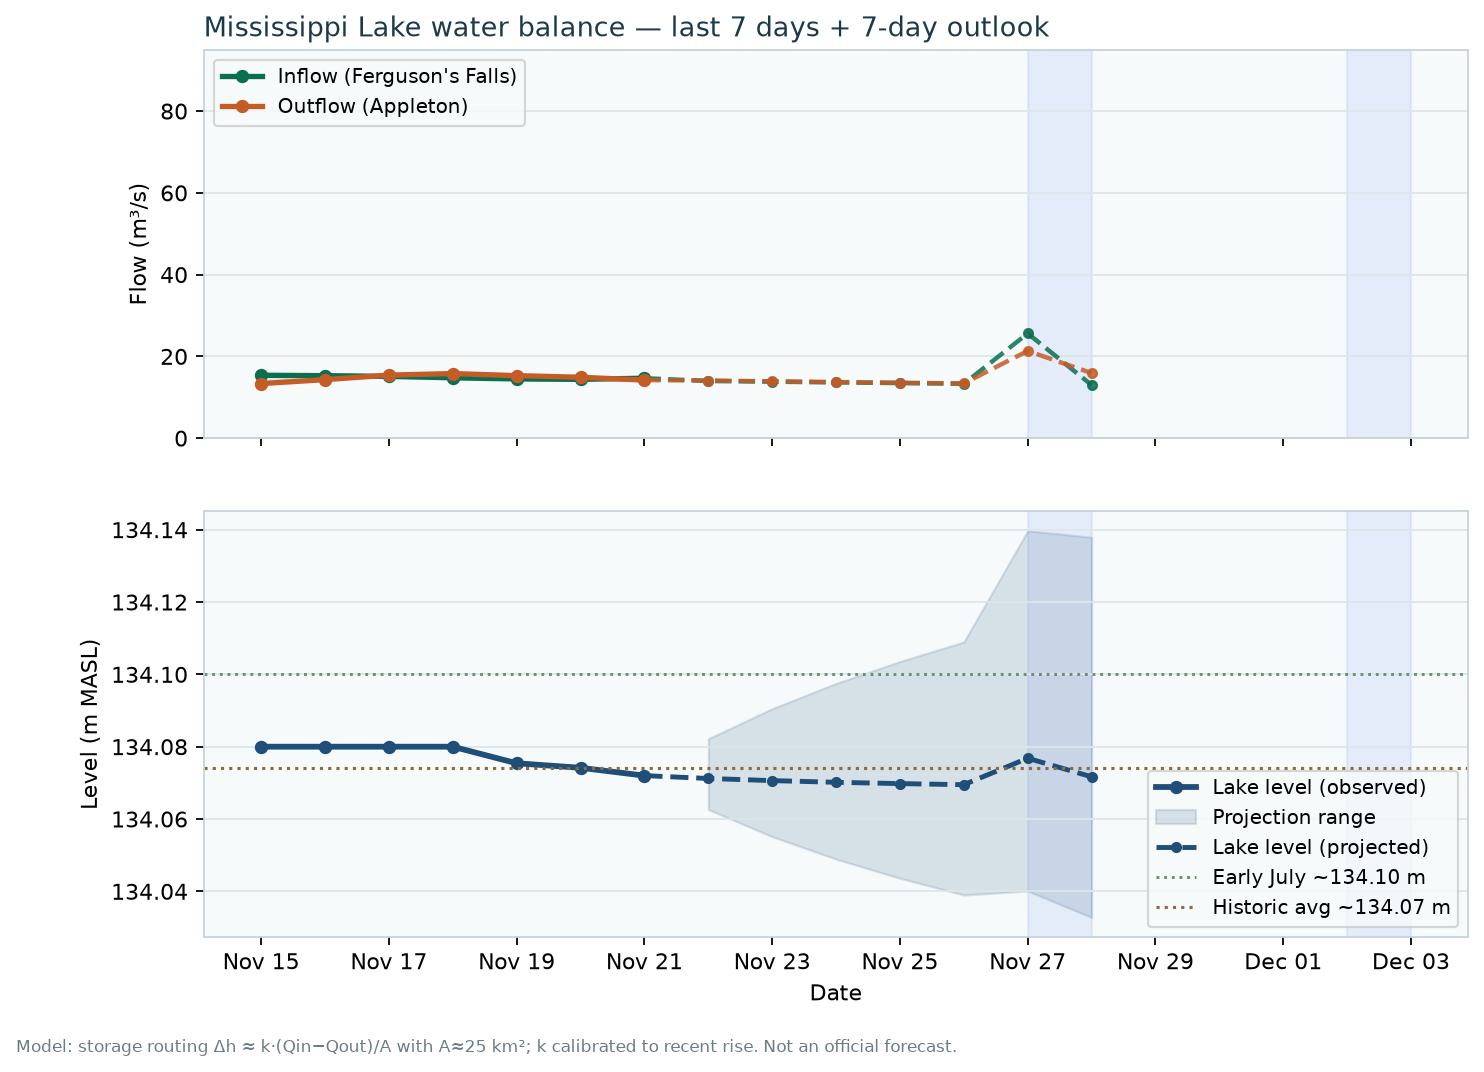 Mississippi Lake water balance — last 7 days + 7-day outlook
Inflow (Ferguson's Falls)
Outflow (Appleton)
Flow (m³/s)
80
60
40
20
0
134.14
134.12
134.10
134.08
134.06
134.04
Level (m MASL)
Lake level (observed)
Projection range
Lake level (projected)
Early July ~134.10 m
Historic avg ~134.07 m
Nov 15 Nov 17 Nov 19 Nov 21 Nov 23 Nov 25 Nov 27 Nov 29 Dec 01 Dec 03
Date
Model: storage routing Δh ≈ k·(Qin−Qout)/A with A≈25 km²; k calibrated to recent rise. Not an official forecast.